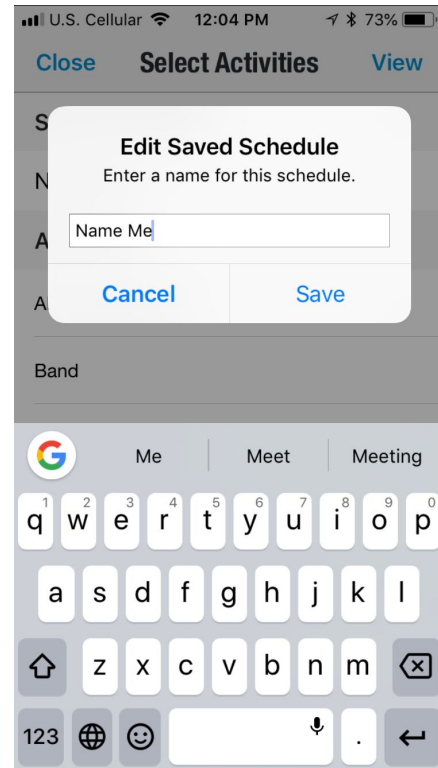 U.S. Cellular 12:04 PM 73%
Close Select Activities View
S
Edit Saved Schedule
N
Enter a name for this schedule.
A
Name Me
A
Cancel Save
Band
G Me Meet Meeting
1 2 3 4 5 6 7 8 9 0
q w e r t y u i o p
a s d f g h j k l
z x c v b n m
123 .